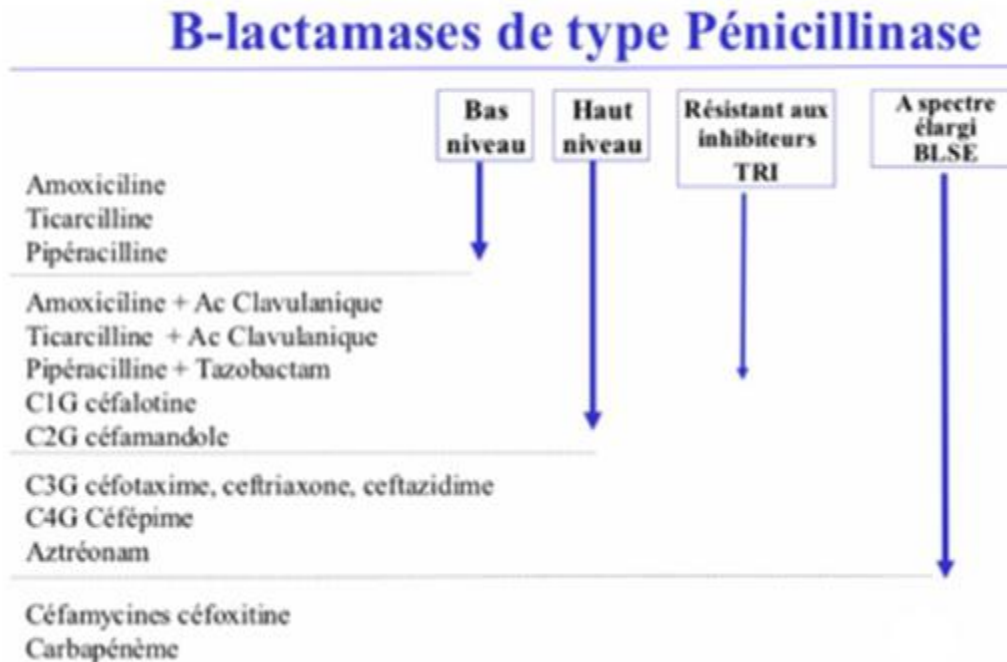 B-lactamases de type Pénicillinase
Bas
niveau
Haut
niveau
Résistant aux
inhibiteurs
TRI
A spectre
élargi
BLSE
Amoxiciline
Ticarcilline
Pipéracilline
Amoxiciline + Ac Clavulanique
Ticarcilline + Ac Clavulanique
Pipéracilline + Tazobactam
C1G céfalotine
C2G céfamandole
C3G céfotaxime, ceftriaxone, ceftazidime
C4G Céfépime
Aztréonam
Céfamycines céfoxitine
Carbapénème